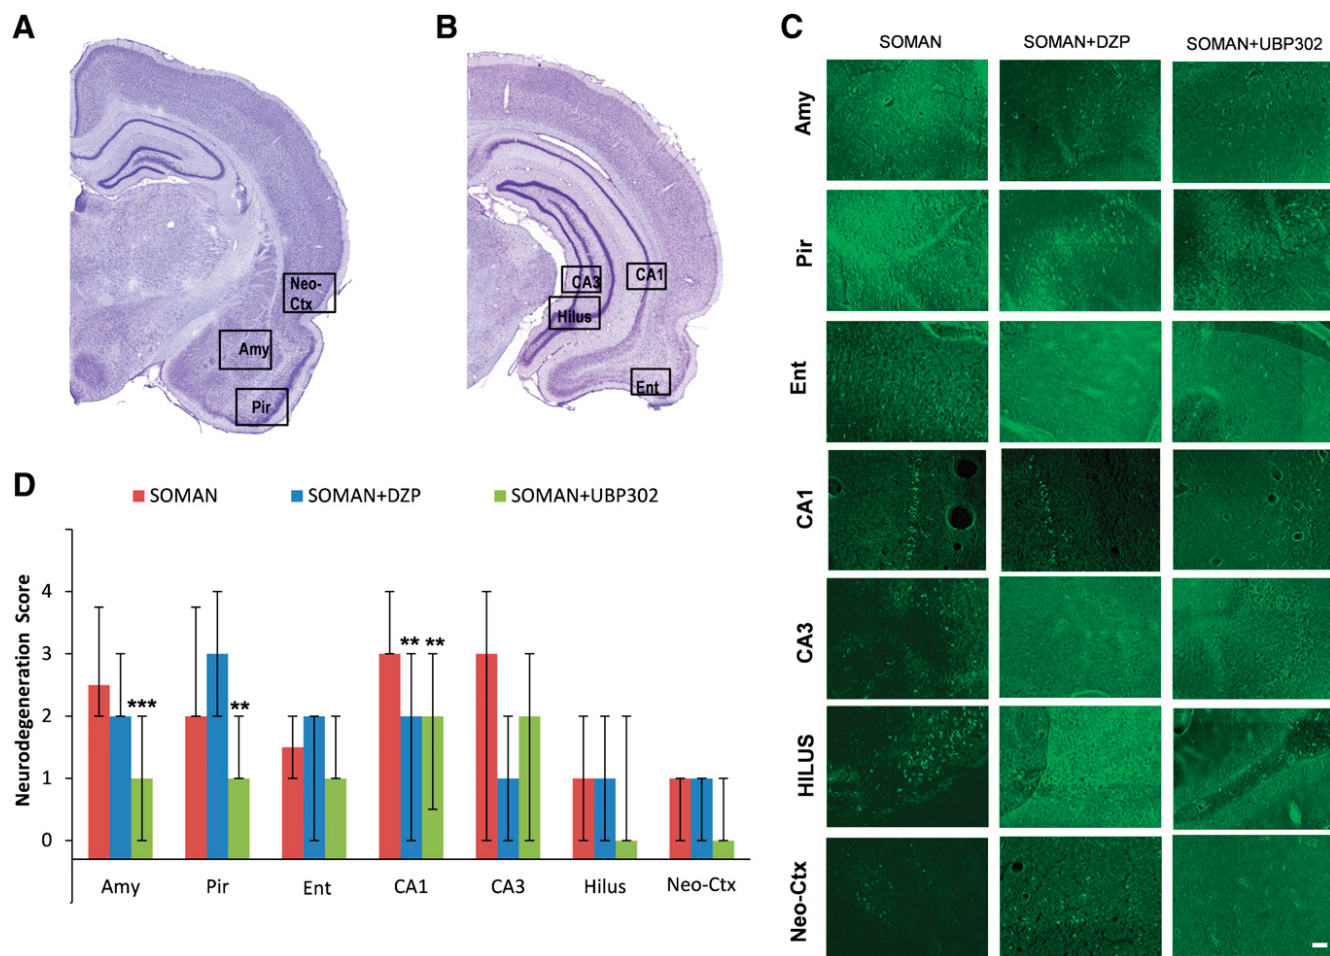 A
B
C
SOMAN
SOMAN+DZP
SOMAN+UBP302
Amy
Pir
Ent
CA1
CA3
HILUS
Neo-Ctx
Neo-
Ctx
Amy
Pir
CA3
CA1
Hilus
Ent
D
SOMAN
SOMAN+DZP
SOMAN+UBP302
Neurodegeneration Score
4
3
2
1
0
***
**
**
**
Amy
Pir
Ent
CA1
CA3
Hilus
Neo-Ctx